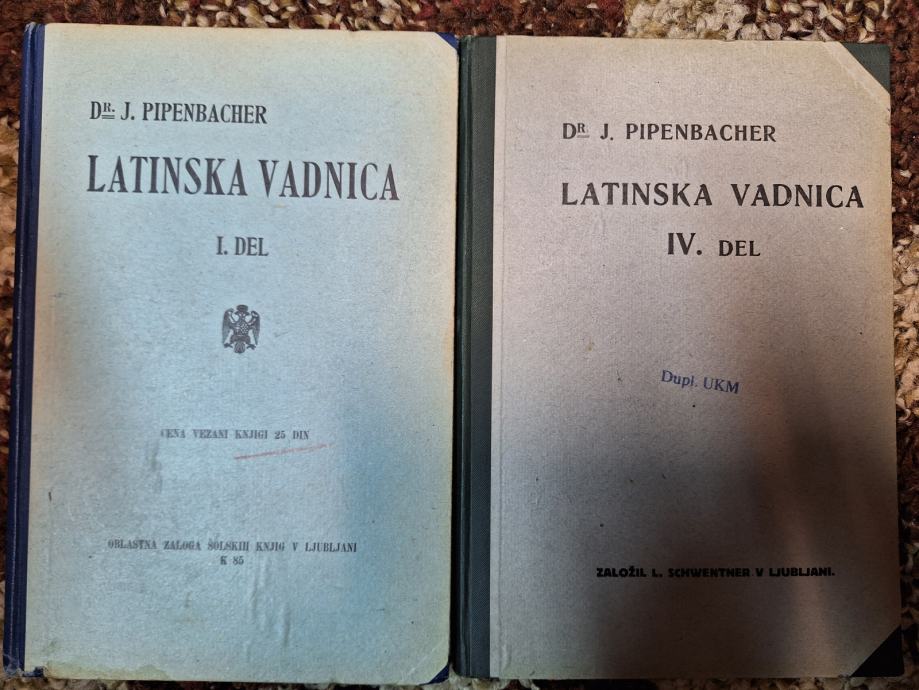 DR. J. PIPENBACHER
LATINSKA VADNICA
I. DEL
CENA VEZANI KNJIGI 25 DIN
OBLASTNA ZALOGA ŠOLSKIH KNJIG V LJUBLJANI
K 85
DR. J. PIPENBACHER
LATINSKA VADNICA
IV. DEL
Dupl. UKM
ZALOŽIL L. SCHWENTNER V LJUBLJANI.